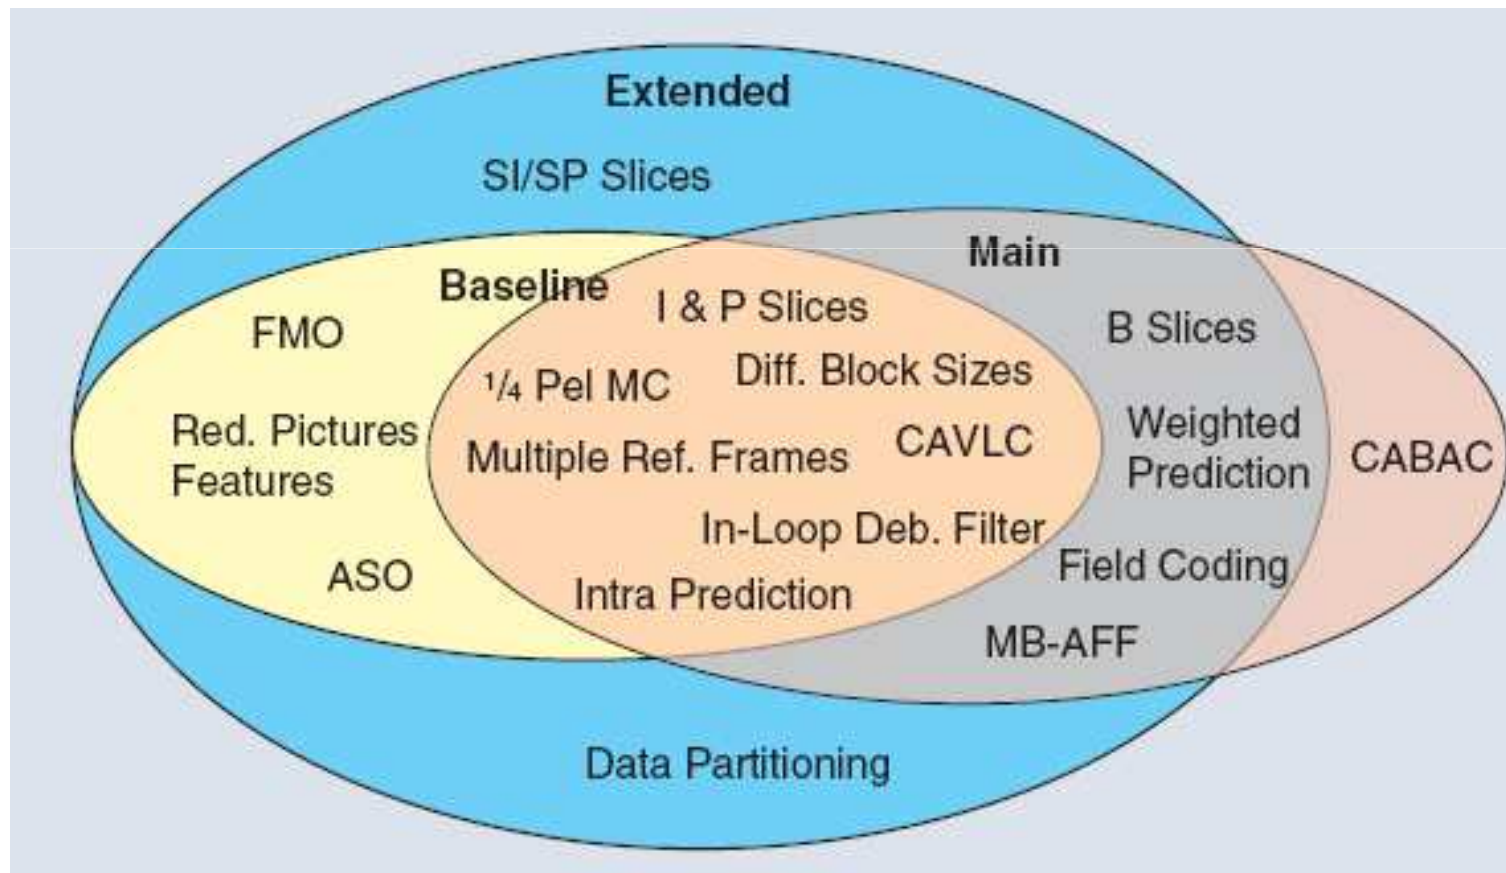 Extended
SI/SP Slices
Main
Baseline
I & P Slices
FMO
B Slices
¼ Pel MC
Diff. Block Sizes
Red. Pictures
Features
Multiple Ref. Frames
CAVLC
Weighted
Prediction
CABAC
In-Loop Deb. Filter
ASO
Intra Prediction
Field Coding
MB-AFF
Data Partitioning